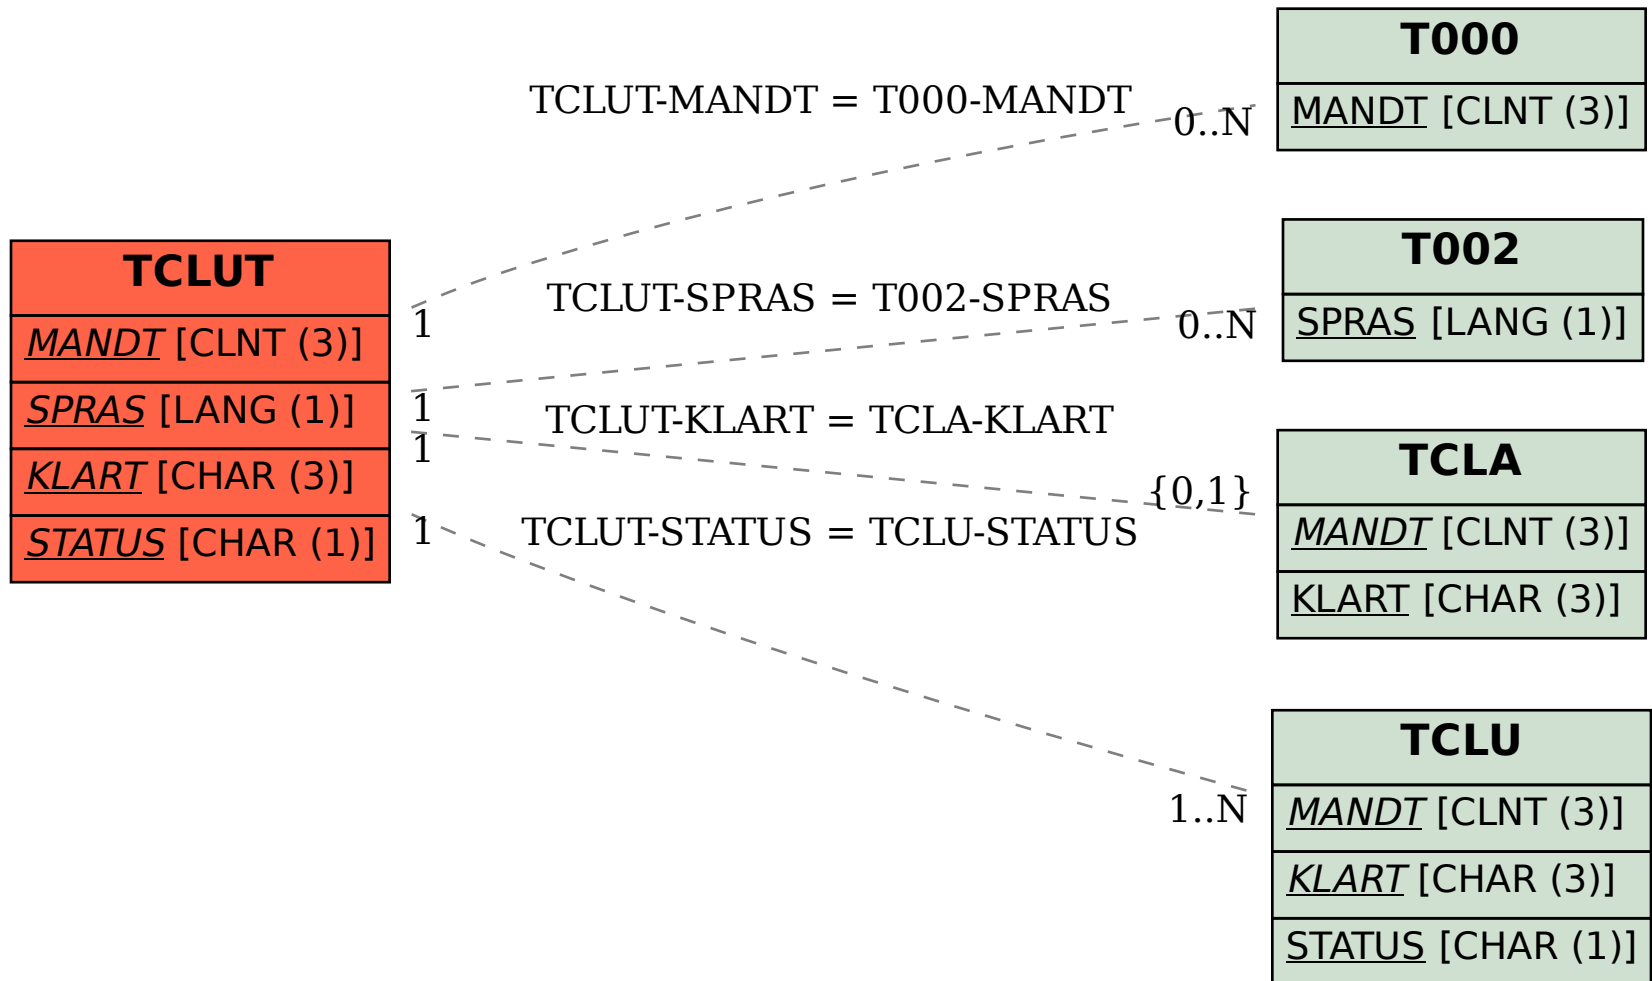 TCLUT
MANDT [CLNT (3)]
SPRAS [LANG (1)]
KLART [CHAR (3)]
STATUS [CHAR (1)]
TCLUT-MANDT = T000-MANDT
0..N
1
TCLUT-SPRAS = T002-SPRAS
0..N
1
TCLUT-KLART = TCLA-KLART
1
{0,1}
TCLUT-STATUS = TCLU-STATUS
1
1..N
T000
MANDT [CLNT (3)]
T002
SPRAS [LANG (1)]
TCLA
MANDT [CLNT (3)]
KLART [CHAR (3)]
TCLU
MANDT [CLNT (3)]
KLART [CHAR (3)]
STATUS [CHAR (1)]